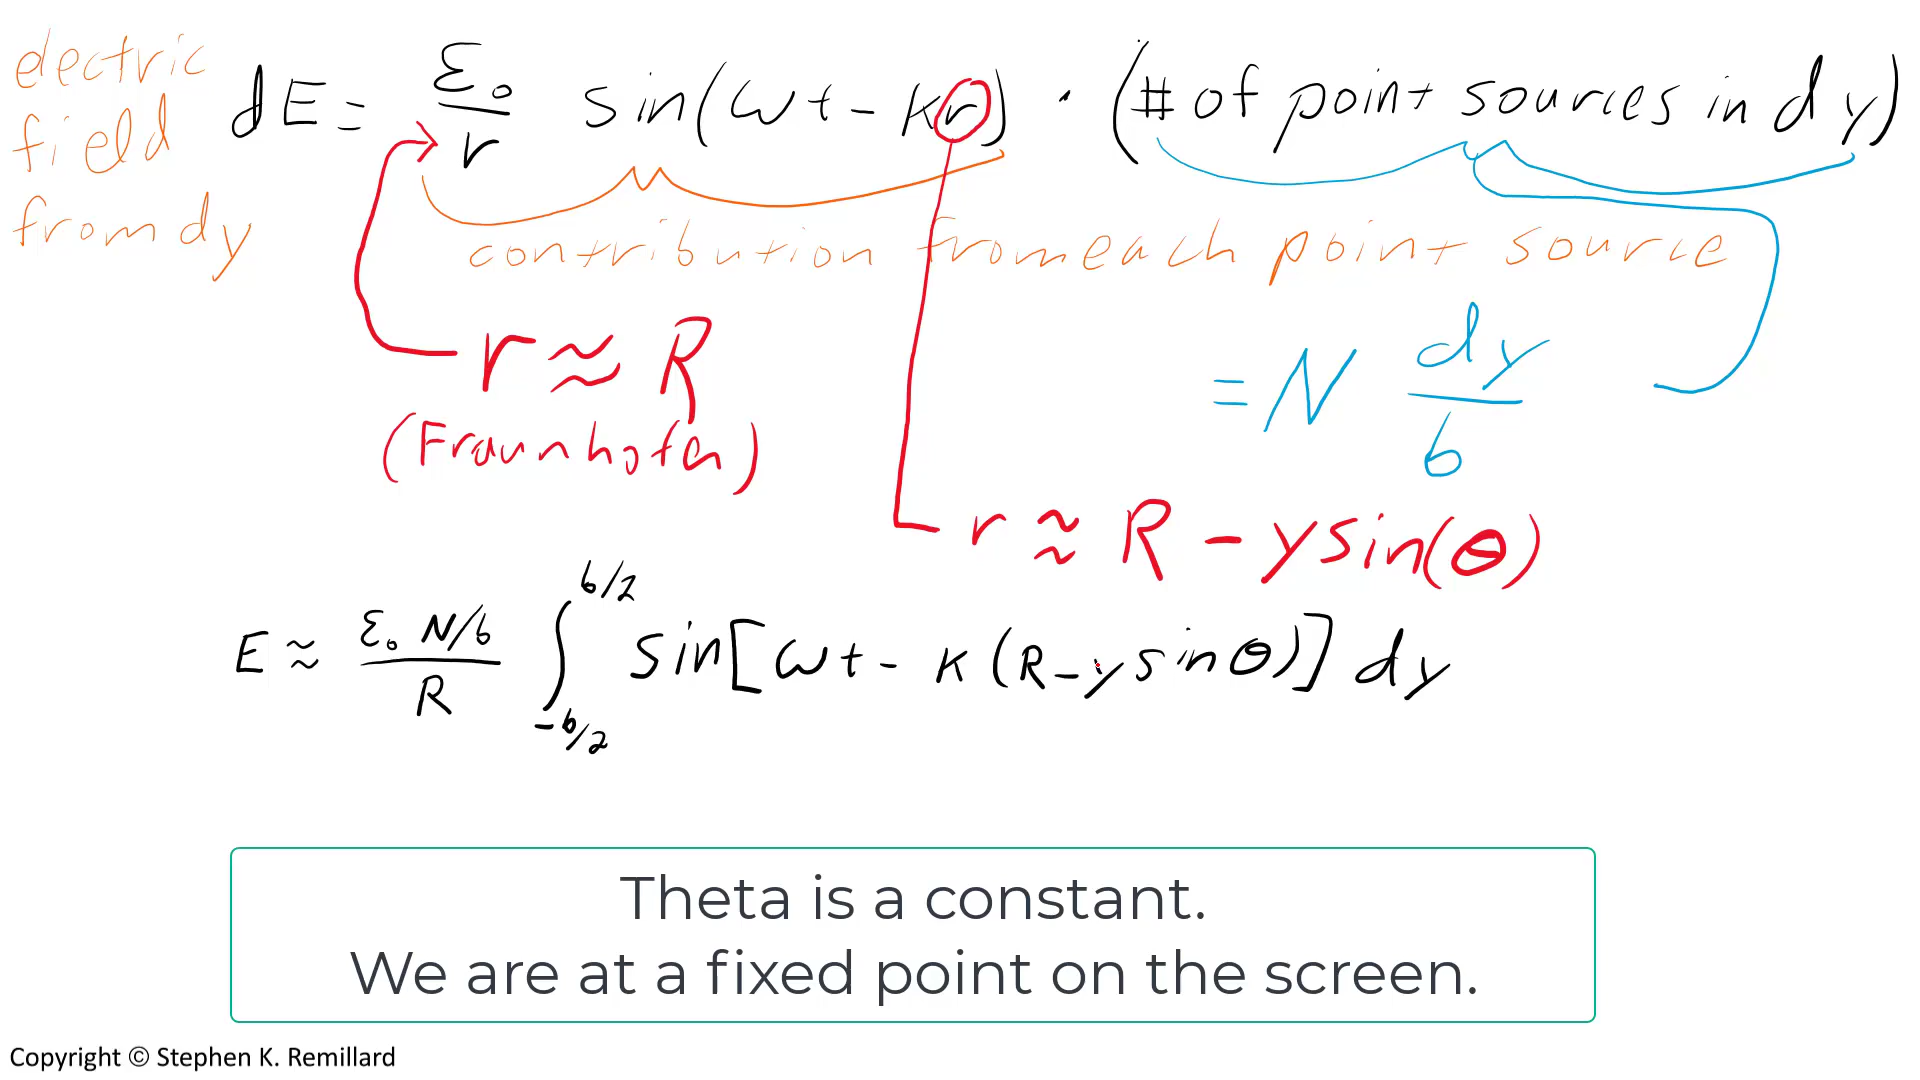 electric
field
from dy
dE = ε₀/r sin(ωt - kr) · (# of point sources in dy)
contribution from each point source
r ≈ R
(Fraunhofer)
= N dy/b
r ≈ R - ysin(θ)
E ≈ (ε₀ N/b)/R ∫_{-b/2}^{b/2} sin[ωt - k(R-ysinθ)] dy
Theta is a constant.
We are at a fixed point on the screen.
Copyright © Stephen K. Remillard